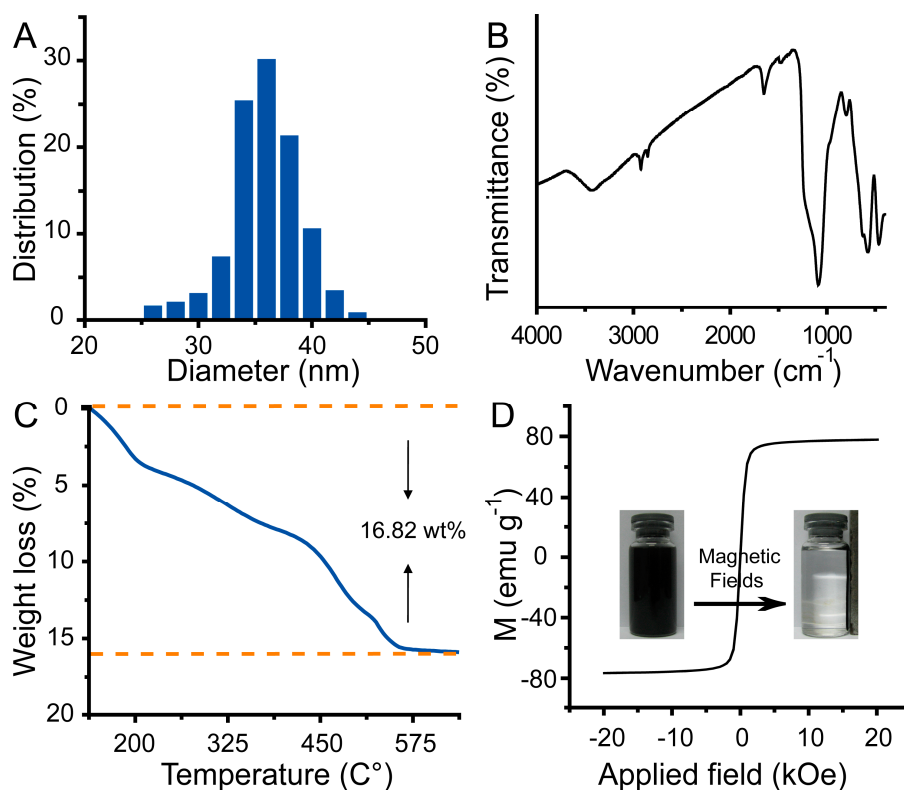 A
Distribution (%)
30
20
10
0
20
30
40
50
Diameter (nm)
B
Transmittance (%)
4000
3000
2000
1000
Wavenumber (cm⁻¹)
C
Weight loss (%)
0
5
10
15
20
16.82 wt%
200
325
450
575
Temperature (C°)
D
M (emu g⁻¹)
80
40
0
-40
-80
Magnetic
Fields
-20
-10
0
10
20
Applied field (kOe)